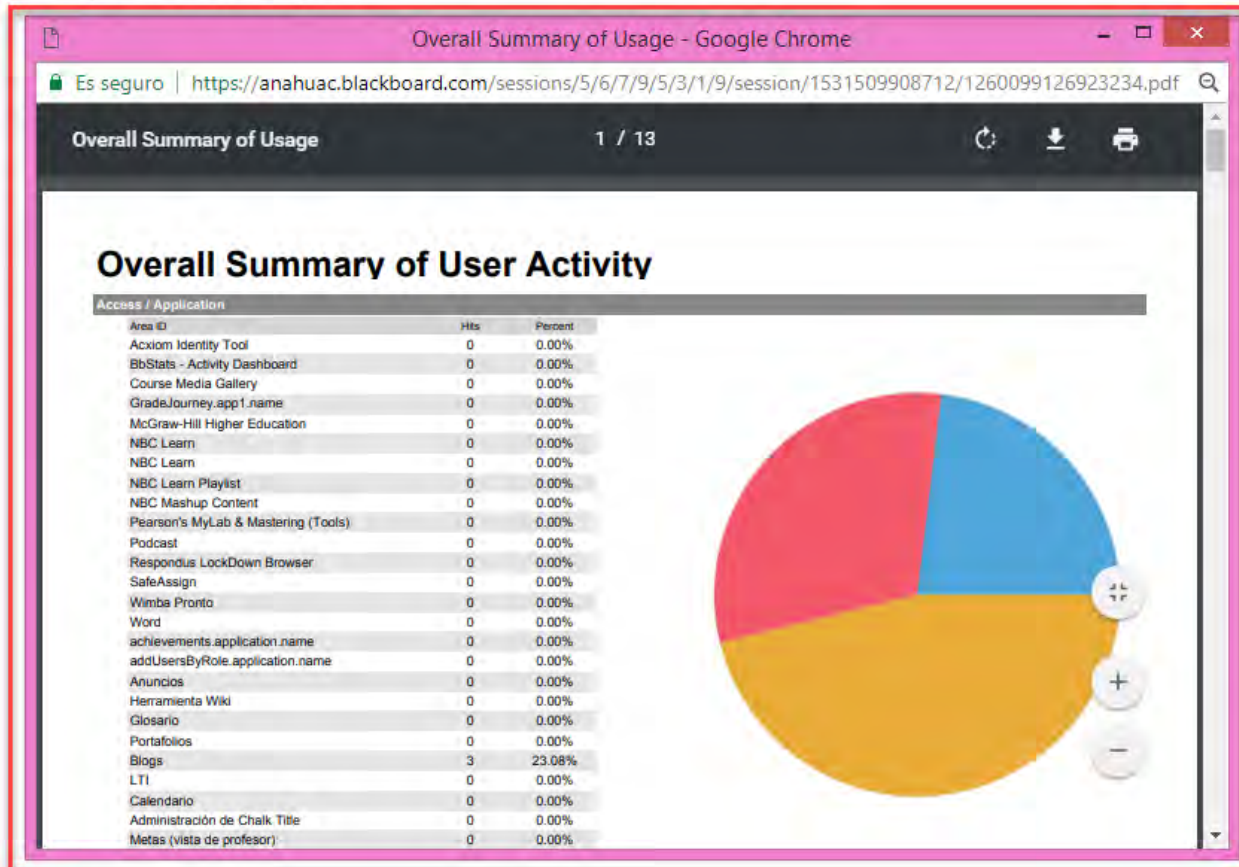 Overall Summary of Usage - Google Chrome
Es seguro | https://anahuac.blackboard.com/sessions/5/6/7/9/5/3/1/9/session/1531509908712/1260099126923234.pdf
Overall Summary of Usage 1 / 13
Overall Summary of User Activity
Access / Application
Area ID Hits Percent
Acxiom Identity Tool 0 0.00%
BbStats - Activity Dashboard 0 0.00%
Course Media Gallery 0 0.00%
GradeJourney.app1.name 0 0.00%
McGraw-Hill Higher Education 0 0.00%
NBC Learn 0 0.00%
NBC Learn 0 0.00%
NBC Learn Playlist 0 0.00%
NBC Mashup Content 0 0.00%
Pearson's MyLab & Mastering (Tools) 0 0.00%
Podcast 0 0.00%
Respondus LockDown Browser 0 0.00%
SafeAssign 0 0.00%
Wimba Pronto 0 0.00%
Word 0 0.00%
achievements.application.name 0 0.00%
addUsersByRole.application.name 0 0.00%
Anuncios 0 0.00%
Herramienta Wiki 0 0.00%
Glosario 0 0.00%
Portafolios 0 0.00%
Blogs 3 23.08%
LTI 0 0.00%
Calendario 0 0.00%
Administración de Chalk Title 0 0.00%
Metas (vista de profesor) 0 0.00%